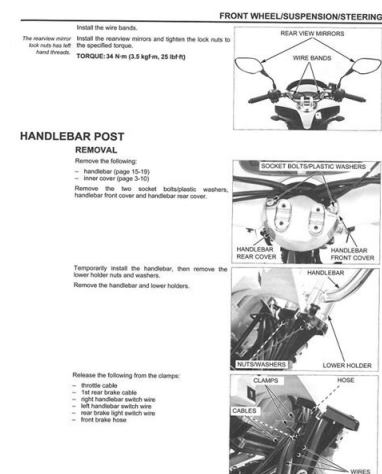 FRONT WHEEL/SUSPENSION/STEERING
Install the wire bands.
The rearview mirror
lock nuts has left
hand threads.
Install the rearview mirrors and tighten the lock nuts to
the specified torque.
TORQUE: 34 N·m (3.5 kgf·m, 25 lbf·ft)
REAR VIEW MIRRORS
WIRE BANDS
HANDLEBAR POST
REMOVAL
Remove the following:
– handlebar (page 15-19)
– inner cover (page 3-10)
Remove the two socket bolts/plastic washers,
handlebar front cover and handlebar rear cover.
SOCKET BOLTS/PLASTIC WASHERS
HANDLEBAR
REAR COVER
HANDLEBAR
FRONT COVER
Temporarily install the handlebar, then remove the
lower holder nuts and washers.
Remove the handlebar and lower holders.
HANDLEBAR
NUTS/WASHERS
LOWER HOLDER
Release the following from the clamps:
– throttle cable
– 1st rear brake cable
– right handlebar switch wire
– left handlebar switch wire
– rear brake light switch wire
– front brake hose
CLAMPS
HOSE
CABLES
WIRES